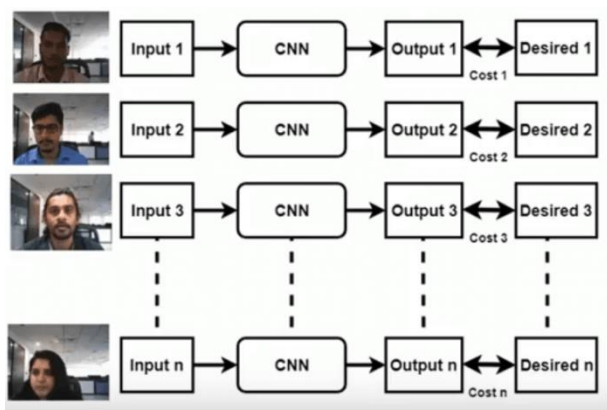 Input 1 CNN Output 1 Desired 1
Cost 1
Input 2 CNN Output 2 Desired 2
Cost 2
Input 3 CNN Output 3 Desired 3
Cost 3
Input n CNN Output n Desired n
Cost n